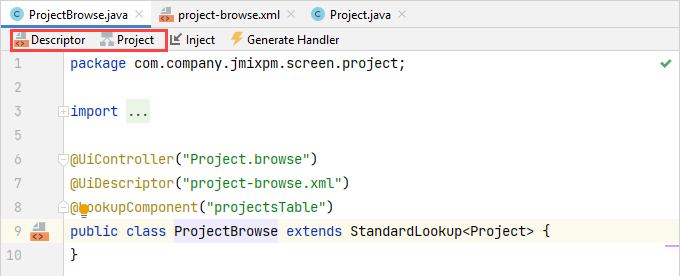 ProjectBrowse.java project-browse.xml Project.java
Descriptor Project Inject Generate Handler
1 package com.company.jmixpm.screen.project;
2
3 import ...
5
6 @UiController("Project.browse")
7 @UiDescriptor("project-browse.xml")
8 @LookupComponent("projectsTable")
9 public class ProjectBrowse extends StandardLookup<Project> {
10 }